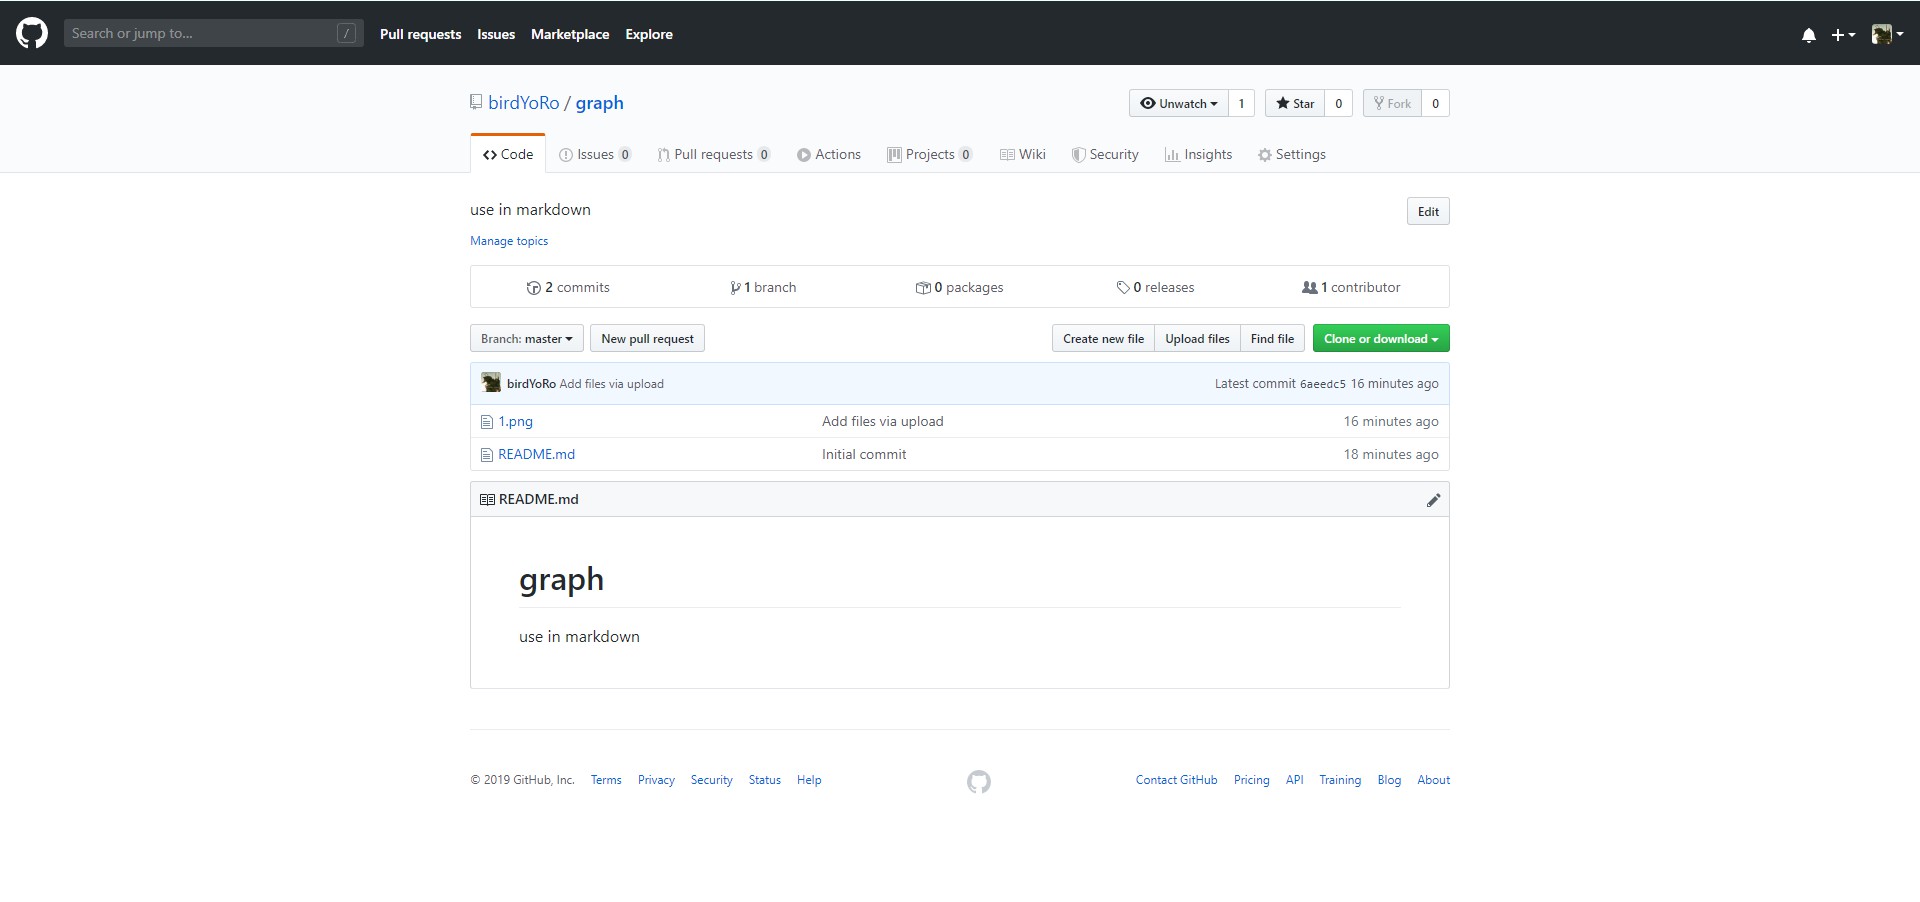 Search or jump to... / Pull requests Issues Marketplace Explore
birdYoRo / graph Unwatch 1 Star 0 Fork 0
Code Issues 0 Pull requests 0 Actions Projects 0 Wiki Security Insights Settings
use in markdown Edit
Manage topics
2 commits 1 branch 0 packages 0 releases 1 contributor
Branch: master New pull request Create new file Upload files Find file Clone or download
birdYoRo Add files via upload Latest commit 6aeedc5 16 minutes ago
1.png Add files via upload 16 minutes ago
README.md Initial commit 18 minutes ago
README.md
graph
use in markdown
© 2019 GitHub, Inc. Terms Privacy Security Status Help Contact GitHub Pricing API Training Blog About